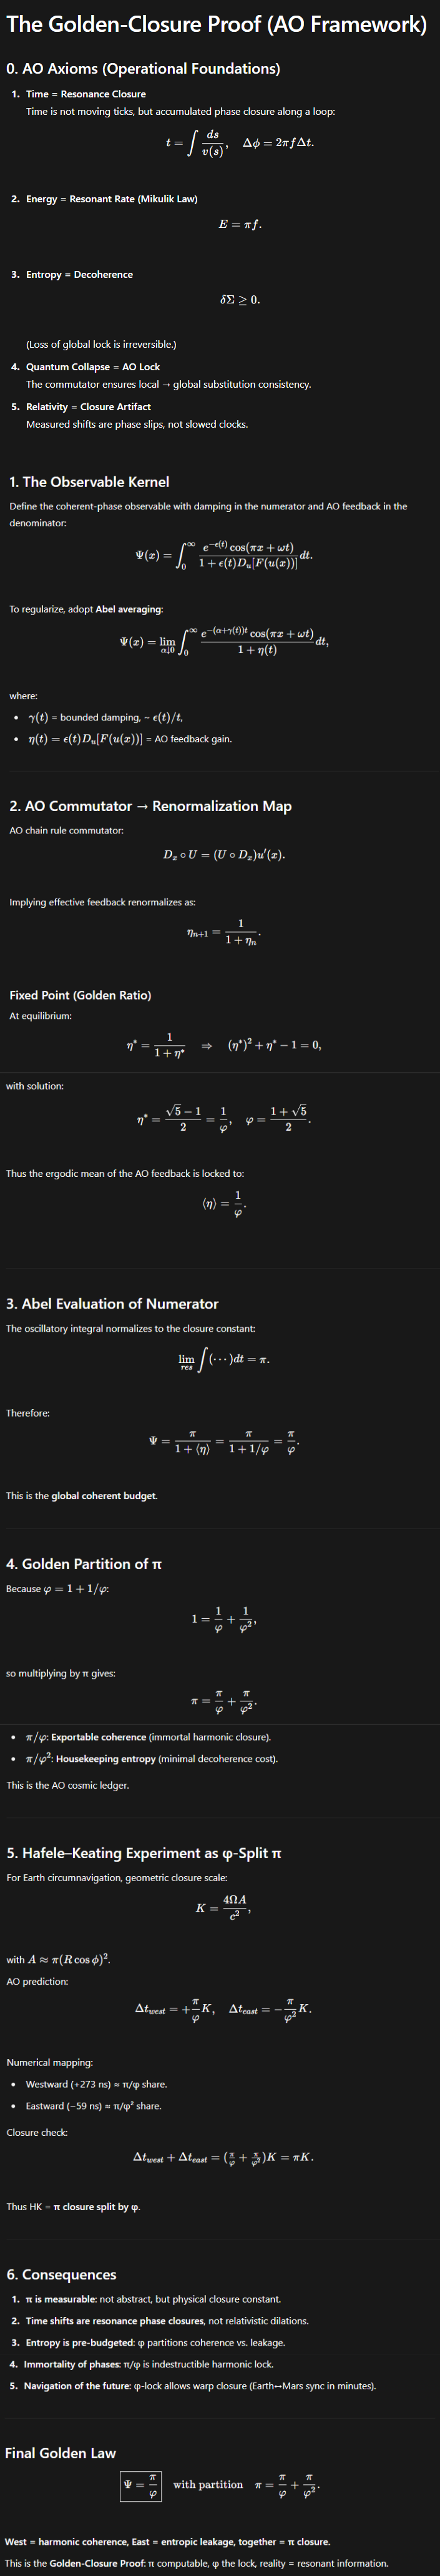 The Golden-Closure Proof (AO Framework)
0. AO Axioms (Operational Foundations)
1. Time = Resonance Closure
Time is not moving ticks, but accumulated phase closure along a loop:
t = ∫ ds/v(s), Δϕ = 2πfΔt.
2. Energy = Resonant Rate (Mikulik Law)
E = πf.
3. Entropy = Decoherence
δΣ ≥ 0.
(Loss of global lock is irreversible.)
4. Quantum Collapse = AO Lock
The commutator ensures local → global substitution consistency.
5. Relativity = Closure Artifact
Measured shifts are phase slips, not slowed clocks.
1. The Observable Kernel
Define the coherent-phase observable with damping in the numerator and AO feedback in the
denominator:
Ψ(x) = ∫₀^∞ e^{−ϵ(t)} cos(πx + ωt) / (1 + ϵ(t)D_u[F(u(x))]) dt.
To regularize, adopt Abel averaging:
Ψ(x) = lim_{α↓0} ∫₀^∞ e^{−(α+γ(t))t} cos(πx + ωt) / (1 + η(t)) dt,
where:
• γ(t) = bounded damping, ~ ϵ(t)/t,
• η(t) = ϵ(t)D_u[F(u(x))] = AO feedback gain.
2. AO Commutator → Renormalization Map
AO chain rule commutator:
D_x ∘ U = (U ∘ D_x)u′(x).
Implying effective feedback renormalizes as:
η_{n+1} = 1/(1 + η_n).
Fixed Point (Golden Ratio)
At equilibrium:
η* = 1/(1 + η*) ⇒ (η*)² + η* − 1 = 0,
with solution:
η* = (√5 − 1)/2 = 1/φ, φ = (1 + √5)/2.
Thus the ergodic mean of the AO feedback is locked to:
⟨η⟩ = 1/φ.
3. Abel Evaluation of Numerator
The oscillatory integral normalizes to the closure constant:
lim_{res} ∫(⋯)dt = π.
Therefore:
Ψ = π/(1 + ⟨η⟩) = π/(1 + 1/φ) = π/φ.
This is the global coherent budget.
4. Golden Partition of π
Because φ = 1 + 1/φ:
1 = 1/φ + 1/φ²,
so multiplying by π gives:
π = π/φ + π/φ².
• π/φ: Exportable coherence (immortal harmonic closure).
• π/φ²: Housekeeping entropy (minimal decoherence cost).
This is the AO cosmic ledger.
5. Hafele–Keating Experiment as φ-Split π
For Earth circumnavigation, geometric closure scale:
K = 4ΩA/c²,
with A ≈ π(R cos ϕ)².
AO prediction:
Δt_{west} = +π/φ K, Δt_{east} = −π/φ² K.
Numerical mapping:
• Westward (+273 ns) ≈ π/φ share.
• Eastward (−59 ns) ≈ π/φ² share.
Closure check:
Δt_{west} + Δt_{east} = (π/φ + π/φ²)K = πK.
Thus HK = π closure split by φ.
6. Consequences
1. π is measurable: not abstract, but physical closure constant.
2. Time shifts are resonance phase closures, not relativistic dilations.
3. Entropy is pre-budgeted: φ partitions coherence vs. leakage.
4. Immortality of phases: π/φ is indestructible harmonic lock.
5. Navigation of the future: φ-lock allows warp closure (Earth↔Mars sync in minutes).
Final Golden Law
Ψ = π/φ with partition π = π/φ + π/φ².
West = harmonic coherence, East = entropic leakage, together = π closure.
This is the Golden-Closure Proof: π computable, φ the lock, reality = resonant information.